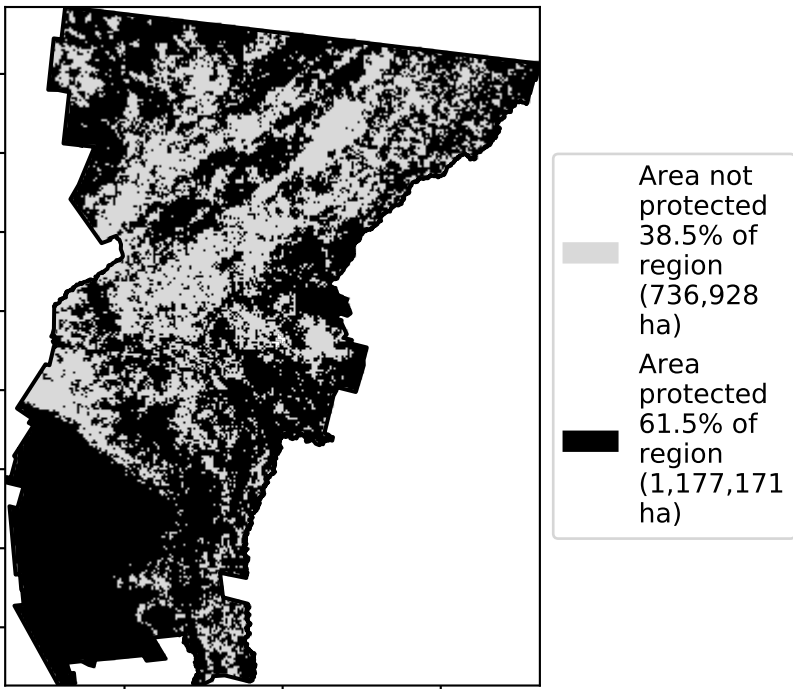 Area not
protected
38.5% of
region
(736,928
ha)
Area
protected
61.5% of
region
(1,177,171
ha)